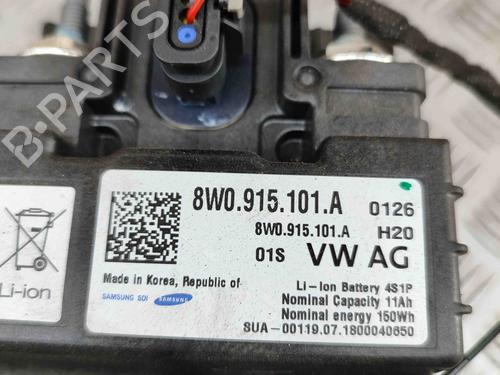 B-PARTS
8W0.915.101.A 0126
8W0.915.101.A H20
01S VW AG
Made in Korea, Republic of
SAMSUNG SDI SAMSUNG
Li-Ion Battery 4S1P
Nominal Capacity 11Ah
Nominal energy 150Wh
SUA-00119.07.1800040650
Li-ion